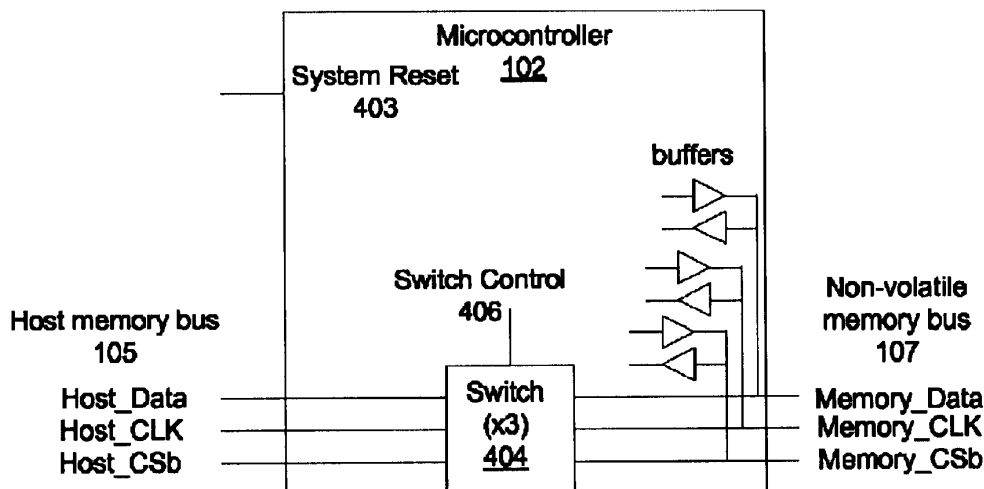 Microcontroller
102
System Reset
403
buffers
Switch Control
406
Host memory bus
105
Non-volatile
memory bus
107
Host_Data
Host_CLK
Host_CSb
Switch
(x3)
404
Memory_Data
Memory_CLK
Memory_CSb